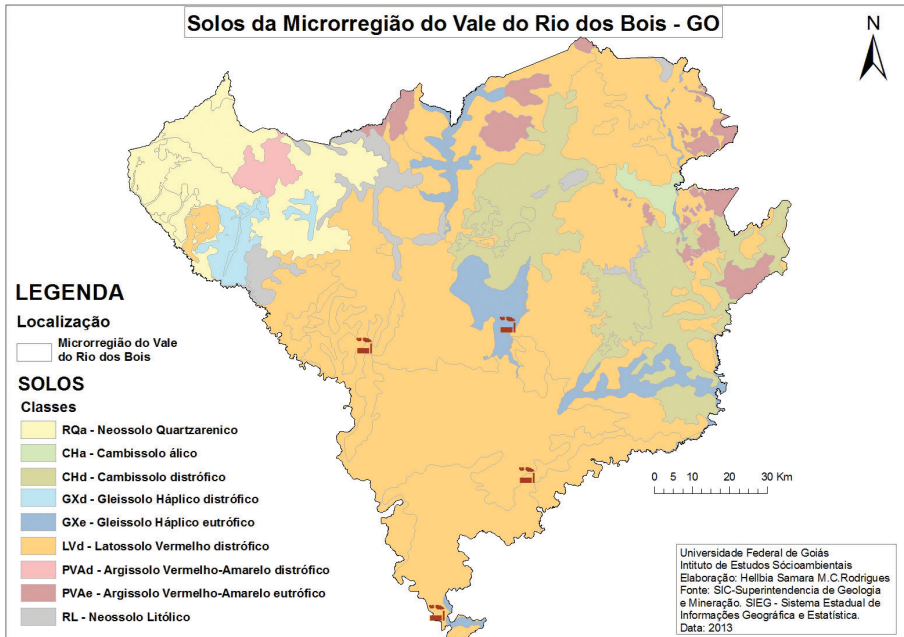 Solos da Microrregião do Vale do Rio dos Bois - GO
N
LEGENDA
Localização
Microrregião do Vale
do Rio dos Bois
SOLOS
Classes
RQa - Neossolo Quartzarenico
CHa - Cambissolo álico
CHd - Cambissolo distrófico
GXd - Gleissolo Háplico distrófico
GXe - Gleissolo Háplico eutrófico
LVd - Latossolo Vermelho distrófico
PVAd - Argissolo Vermelho-Amarelo distrófico
PVAe - Argissolo Vermelho-Amarelo eutrófico
RL - Neossolo Litólico
0 5 10 20 30 Km
Universidade Federal de Goiás
Intituto de Estudos Sócioambientais
Elaboração: Hellbia Samara M.C.Rodrigues
Fonte: SIC-Superintendencia de Geologia
e Mineração. SIEG - Sistema Estadual de
Informações Geográfica e Estatística.
Data: 2013